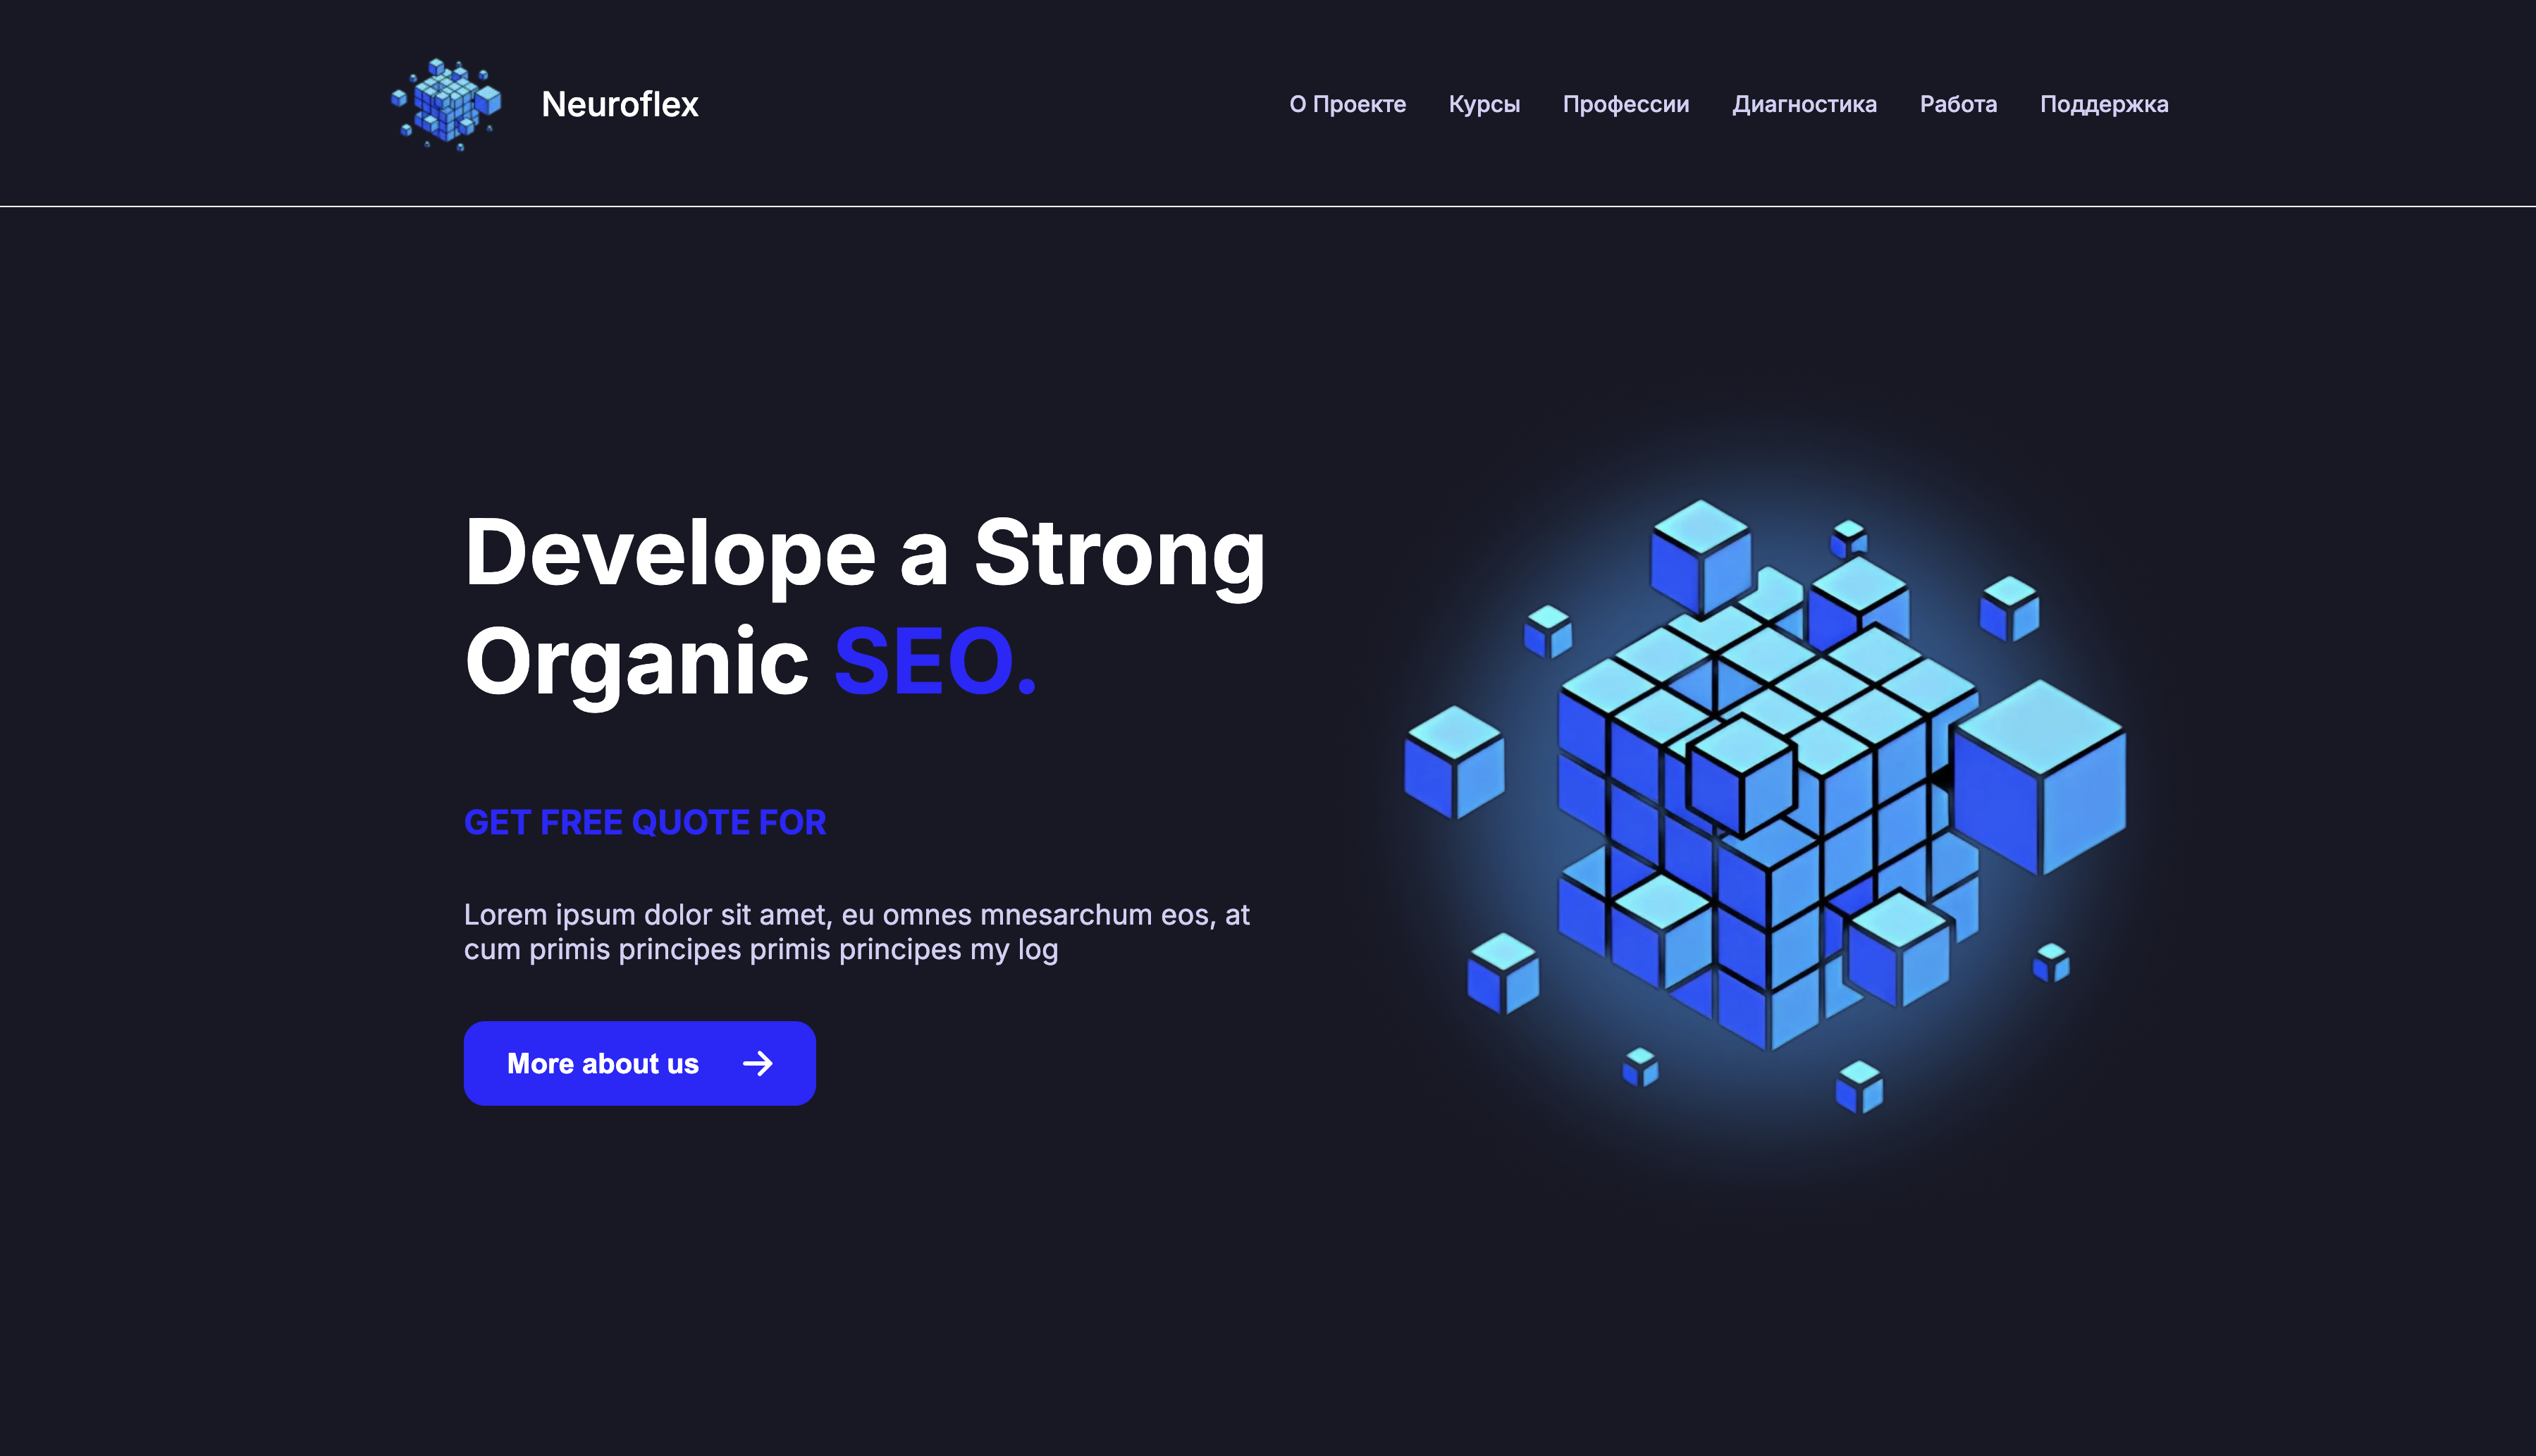 Neuroflex
О Проекте Курсы Профессии Диагностика Работа Поддержка
Develope a Strong
Organic SEO.
GET FREE QUOTE FOR
Lorem ipsum dolor sit amet, eu omnes mnesarchum eos, at
cum primis principes primis principes my log
More about us